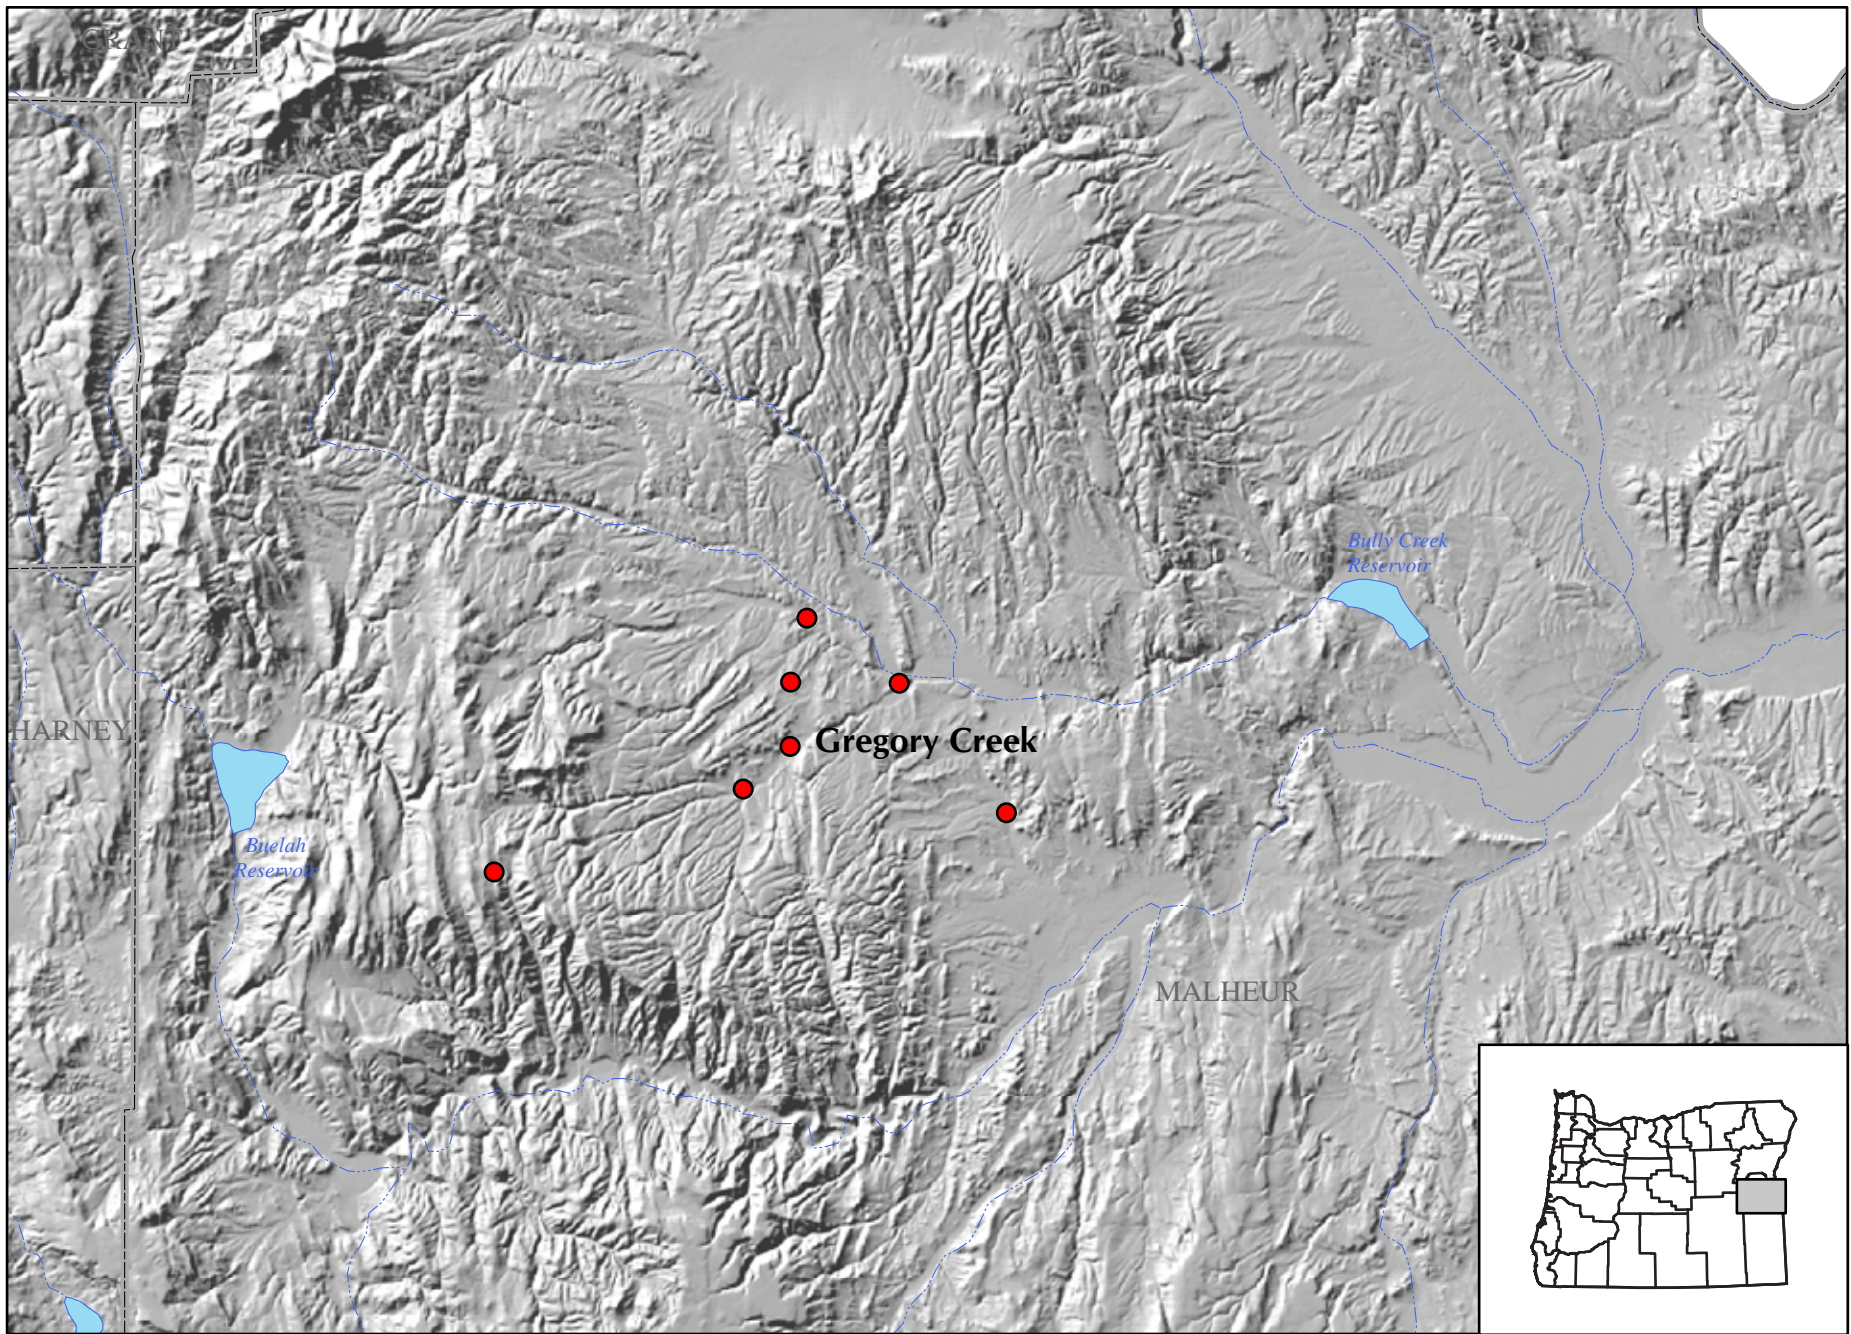 GRANT
Bully Creek
Reservoir
HARNEY
Gregory Creek
Buelah
Reservoir
MALHEUR